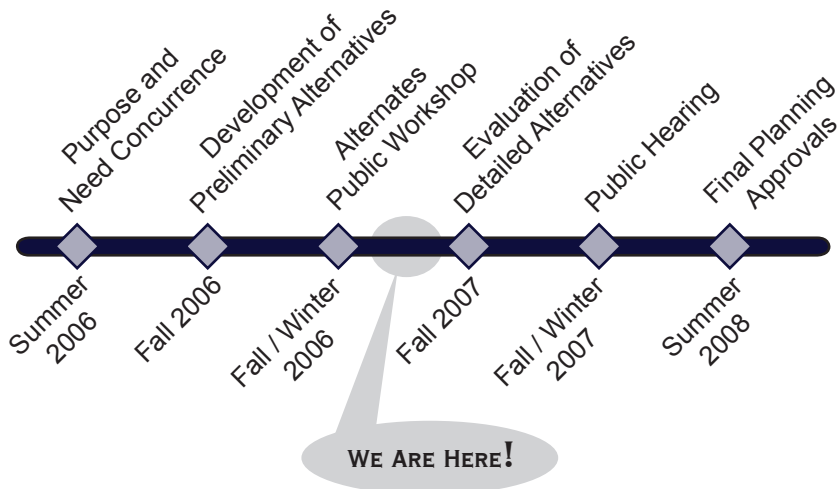 Purpose and
Need Concurrence
Development of
Preliminary Alternatives
Alternates
Public Workshop
Evaluation of
Detailed Alternatives
Public Hearing
Final Planning
Approvals
Summer
2006
Fall 2006
Fall / Winter
2006
Fall 2007
Fall / Winter
2007
Summer
2008
WE ARE HERE!